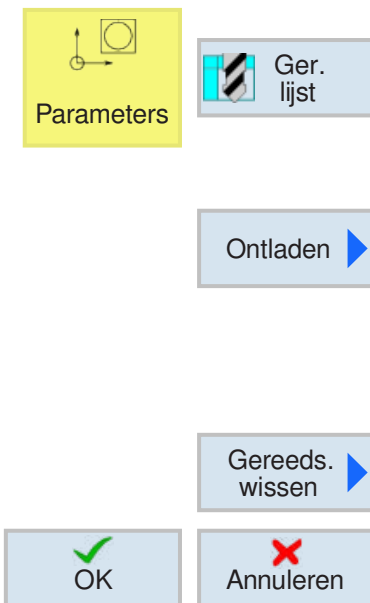 Parameters
Ger.
lijst
Ontladen
Gereeds.
wissen
OK
Annuleren